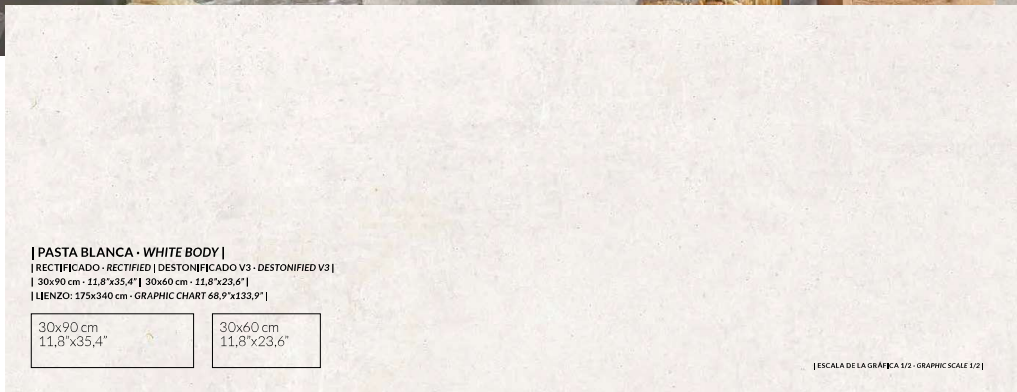 | PASTA BLANCA · WHITE BODY |
| RECTIFICADO · RECTIFIED | DESTONIFICADO V3 · DESTONIFIED V3 |
| 30x90 cm · 11,8”x35,4” | 30x60 cm · 11,8”x23,6” |
| LIENZO: 175x340 cm · GRAPHIC CHART 68,9”x133,9” |
30x90 cm
11,8”x35,4”
30x60 cm
11,8”x23,6”
| ESCALA DE LA GRÁFICA 1/2 · GRAPHIC SCALE 1/2 |